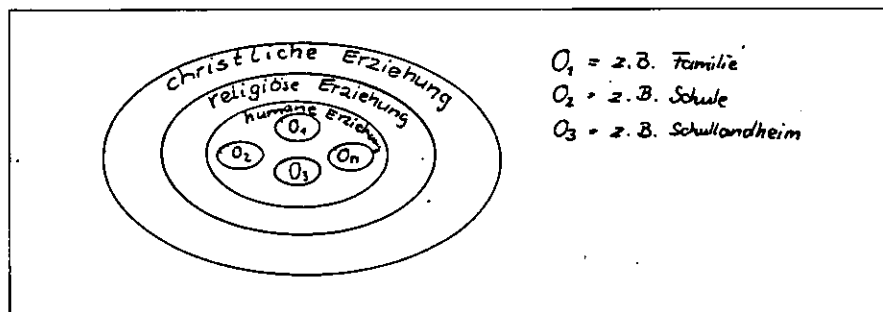 christliche Erziehung
religiöse Erziehung
humane Erziehung
O₁
O₂
Oₙ
O₃
O₁ = z.B. Familie
O₂ = z.B. Schule
O₃ = z.B. Schullandheim